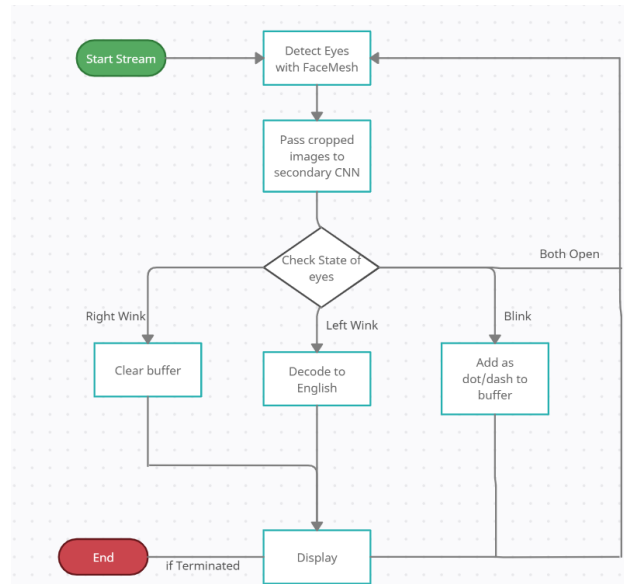 Start Stream
Detect Eyes
with FaceMesh
Pass cropped
images to
secondary CNN
Check State of
eyes
Both Open
Right Wink
Left Wink
Blink
Clear buffer
Decode to
English
Add as
dot/dash to
buffer
End
if Terminated
Display